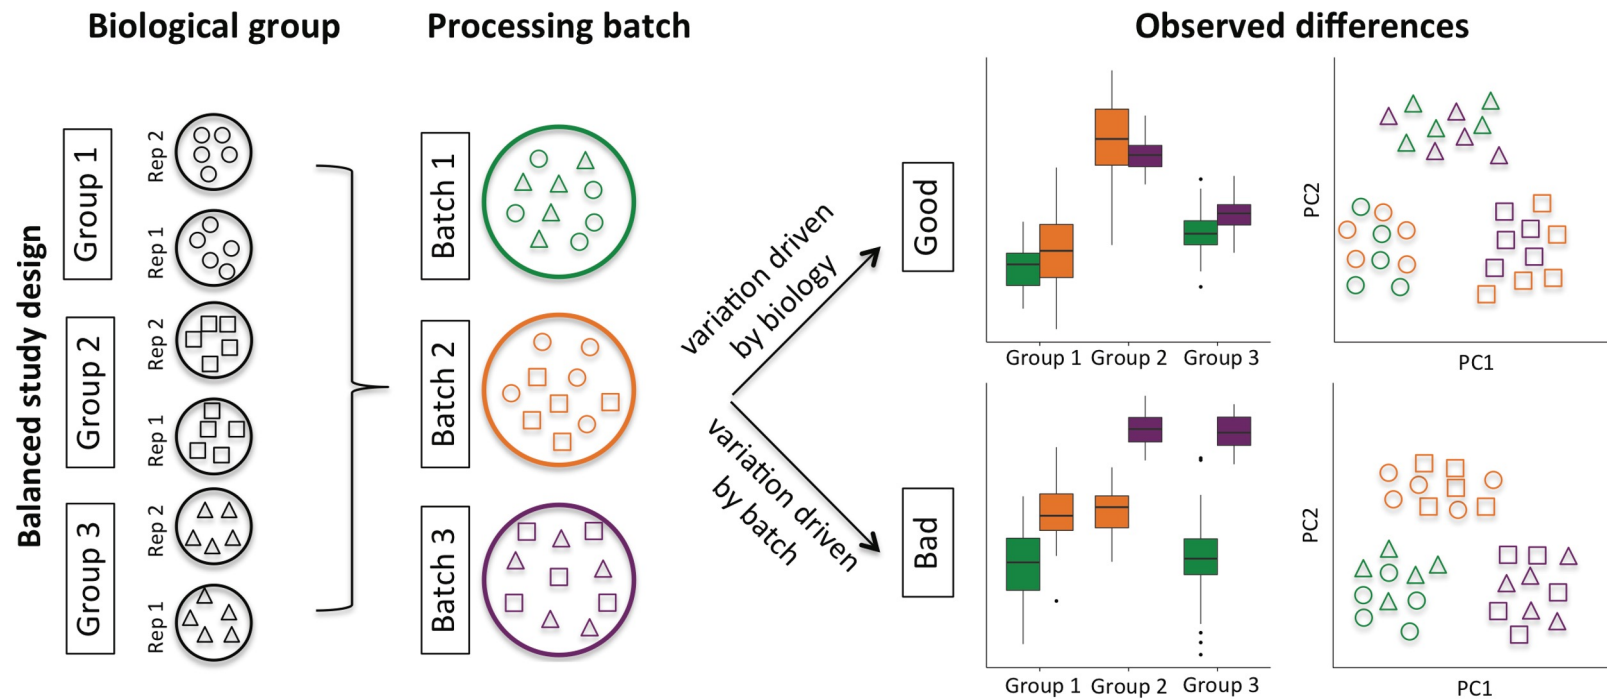 Biological group
Processing batch
Observed differences
Balanced study design
Group 1
Rep 2
Rep 1
Group 2
Rep 2
Rep 1
Group 3
Rep 2
Rep 1
Batch 1
Batch 2
Batch 3
variation driven
by biology
variation driven
by batch
Good
Bad
Group 1 Group 2 Group 3
PC2
PC1
Group 1 Group 2 Group 3
PC2
PC1